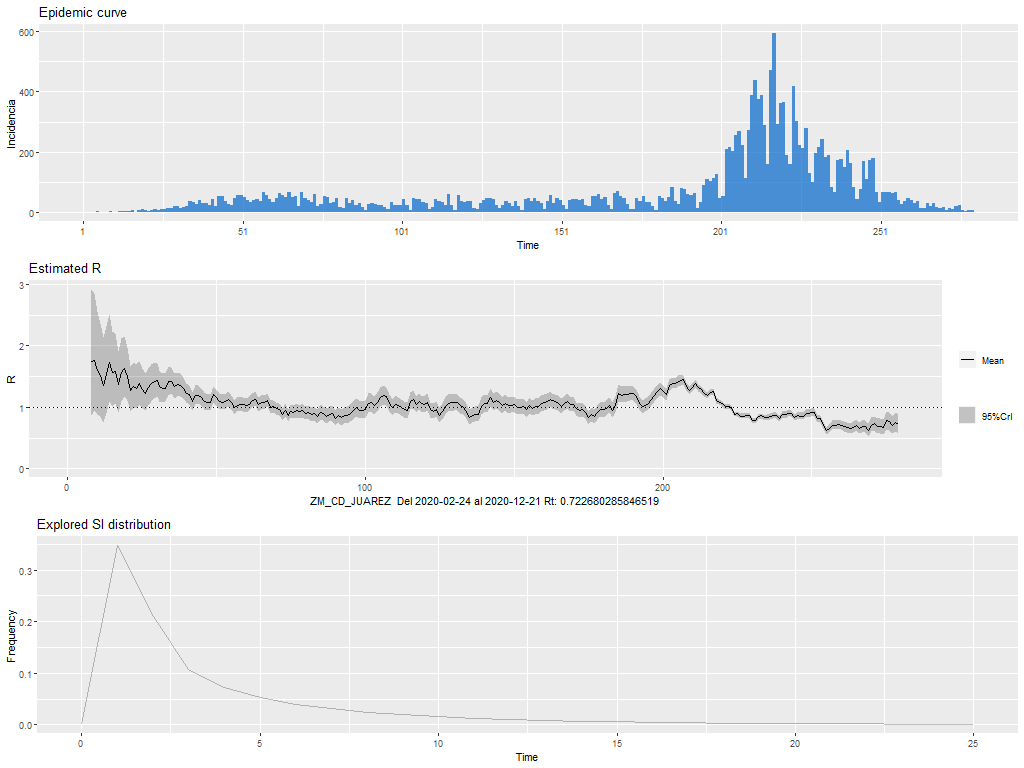 Epidemic curve
600
400
200
0
Incidencia
1
51
101
151
201
251
Time
Estimated R
3
2
1
0
R
0
100
200
Mean
95%CrI
ZM_CD_JUAREZ Del 2020-02-24 al 2020-12-21 Rt: 0.722680285846519
Explored SI distribution
0.3
0.2
0.1
0.0
Frequency
0
5
10
15
20
25
Time